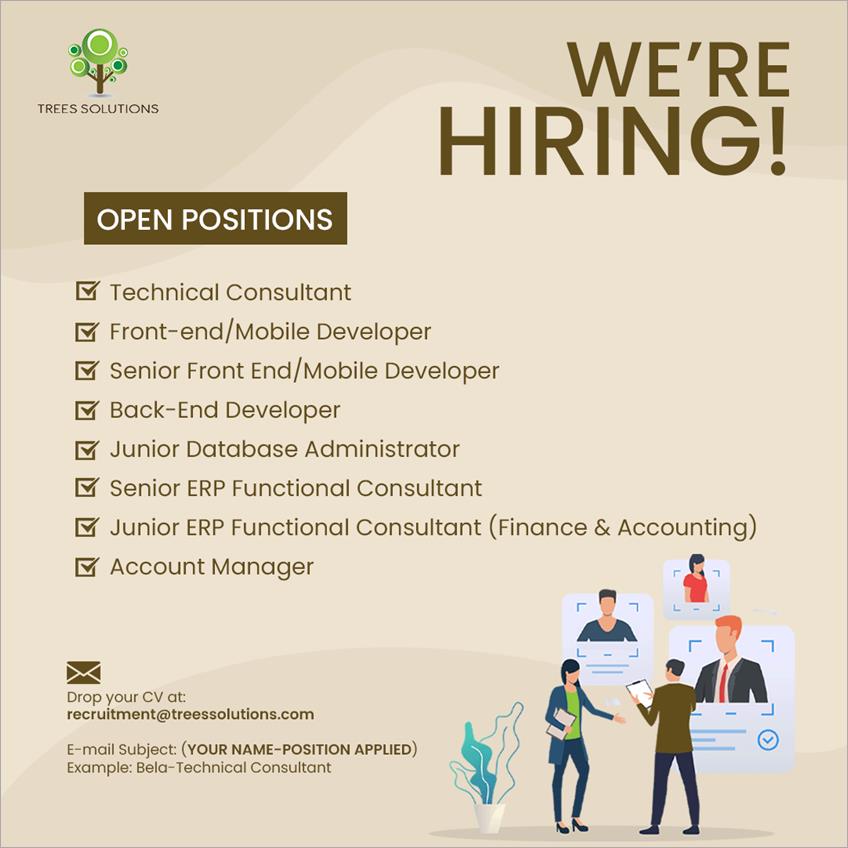 TREES SOLUTIONS
WE'RE
HIRING!
OPEN POSITIONS
Technical Consultant
Front-end/Mobile Developer
Senior Front End/Mobile Developer
Back-End Developer
Junior Database Administrator
Senior ERP Functional Consultant
Junior ERP Functional Consultant (Finance & Accounting)
Account Manager
Drop your CV at:
recruitment@treessolutions.com
E-mail Subject: (YOUR NAME-POSITION APPLIED)
Example: Bela-Technical Consultant